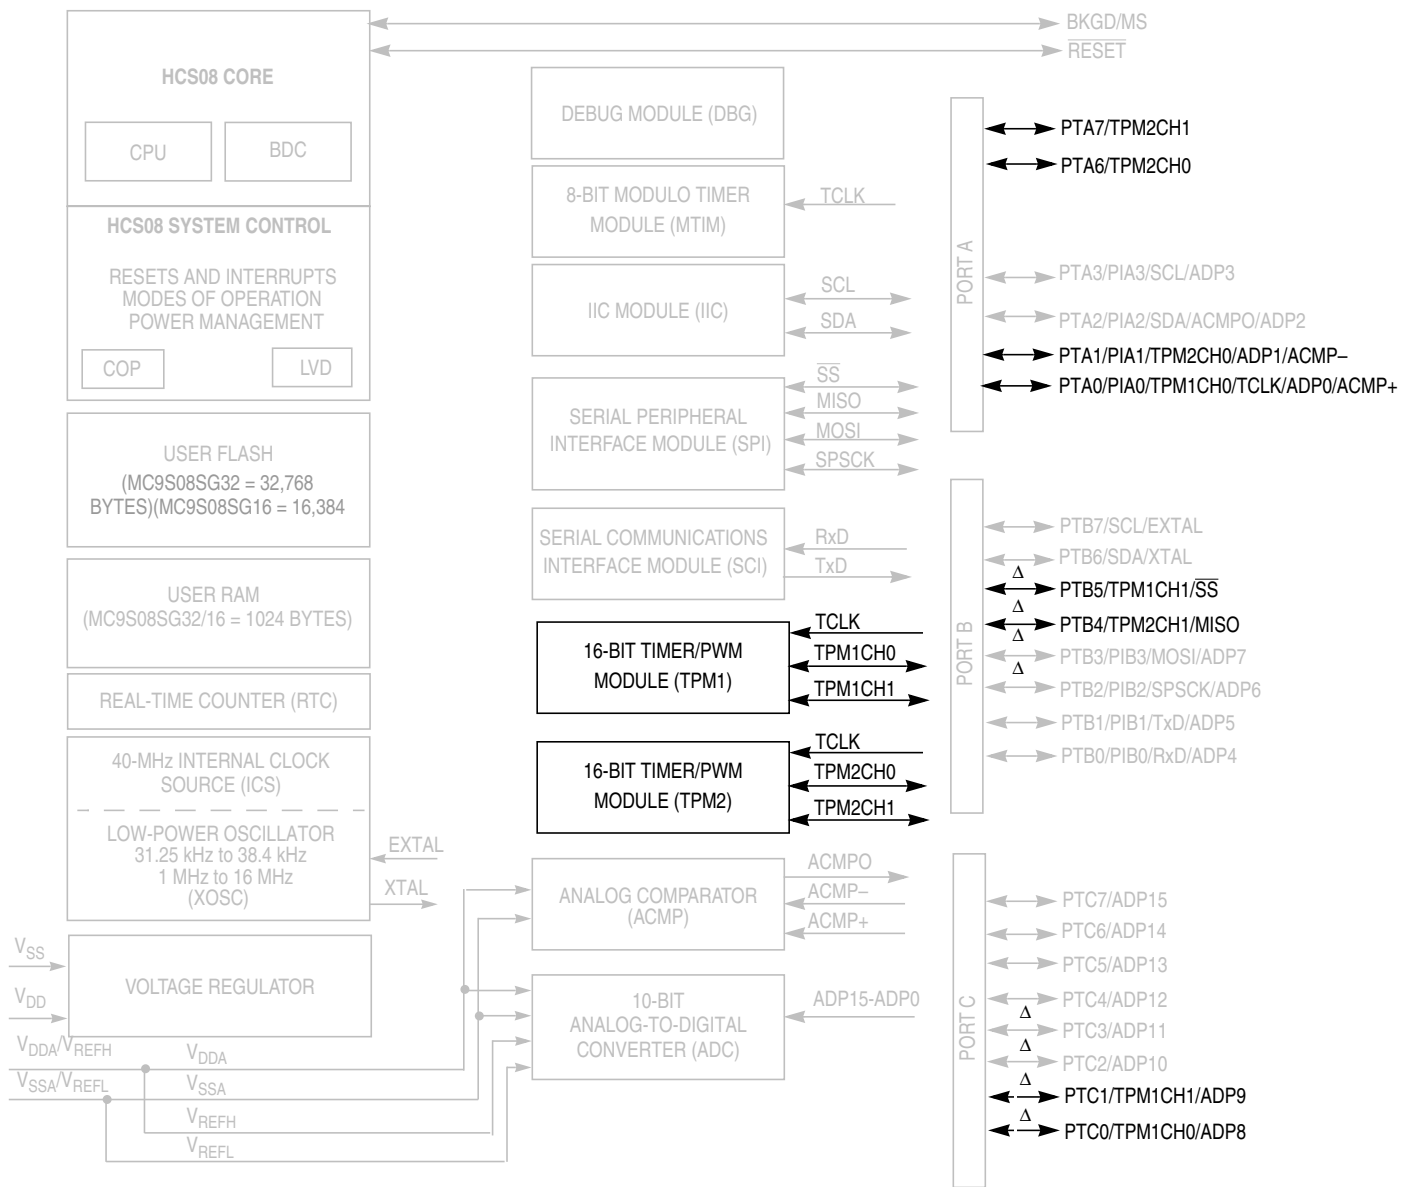 BKGD/MS
RESET
HCS08 CORE
CPU
BDC
HCS08 SYSTEM CONTROL
RESETS AND INTERRUPTS
MODES OF OPERATION
POWER MANAGEMENT
COP
LVD
USER FLASH
(MC9S08SG32 = 32,768
BYTES)(MC9S08SG16 = 16,384
USER RAM
(MC9S08SG32/16 = 1024 BYTES)
REAL-TIME COUNTER (RTC)
40-MHz INTERNAL CLOCK
SOURCE (ICS)
LOW-POWER OSCILLATOR
31.25 kHz to 38.4 kHz
1 MHz to 16 MHz
(XOSC)
EXTAL
XTAL
VSS
VDD
VOLTAGE REGULATOR
VDDA/VREFH
VSSA/VREFL
VDDA
VSSA
VREFH
VREFL
DEBUG MODULE (DBG)
8-BIT MODULO TIMER
MODULE (MTIM)
TCLK
IIC MODULE (IIC)
SCL
SDA
SERIAL PERIPHERAL
INTERFACE MODULE (SPI)
SS
MISO
MOSI
SPSCK
SERIAL COMMUNICATIONS
INTERFACE MODULE (SCI)
RxD
TxD
16-BIT TIMER/PWM
MODULE (TPM1)
TCLK
TPM1CH0
TPM1CH1
16-BIT TIMER/PWM
MODULE (TPM2)
TCLK
TPM2CH0
TPM2CH1
ANALOG COMPARATOR
(ACMP)
ACMPO
ACMP–
ACMP+
10-BIT
ANALOG-TO-DIGITAL
CONVERTER (ADC)
ADP15-ADP0
PORT A
PTA7/TPM2CH1
PTA6/TPM2CH0
PTA3/PIA3/SCL/ADP3
PTA2/PIA2/SDA/ACMPO/ADP2
PTA1/PIA1/TPM2CH0/ADP1/ACMP–
PTA0/PIA0/TPM1CH0/TCLK/ADP0/ACMP+
PORT B
PTB7/SCL/EXTAL
PTB6/SDA/XTAL
Δ
PTB5/TPM1CH1/SS
Δ
PTB4/TPM2CH1/MISO
Δ
PTB3/PIB3/MOSI/ADP7
Δ
PTB2/PIB2/SPSCK/ADP6
PTB1/PIB1/TxD/ADP5
PTB0/PIB0/RxD/ADP4
PORT C
PTC7/ADP15
PTC6/ADP14
PTC5/ADP13
PTC4/ADP12
Δ
PTC3/ADP11
Δ
PTC2/ADP10
Δ
PTC1/TPM1CH1/ADP9
Δ
PTC0/TPM1CH0/ADP8